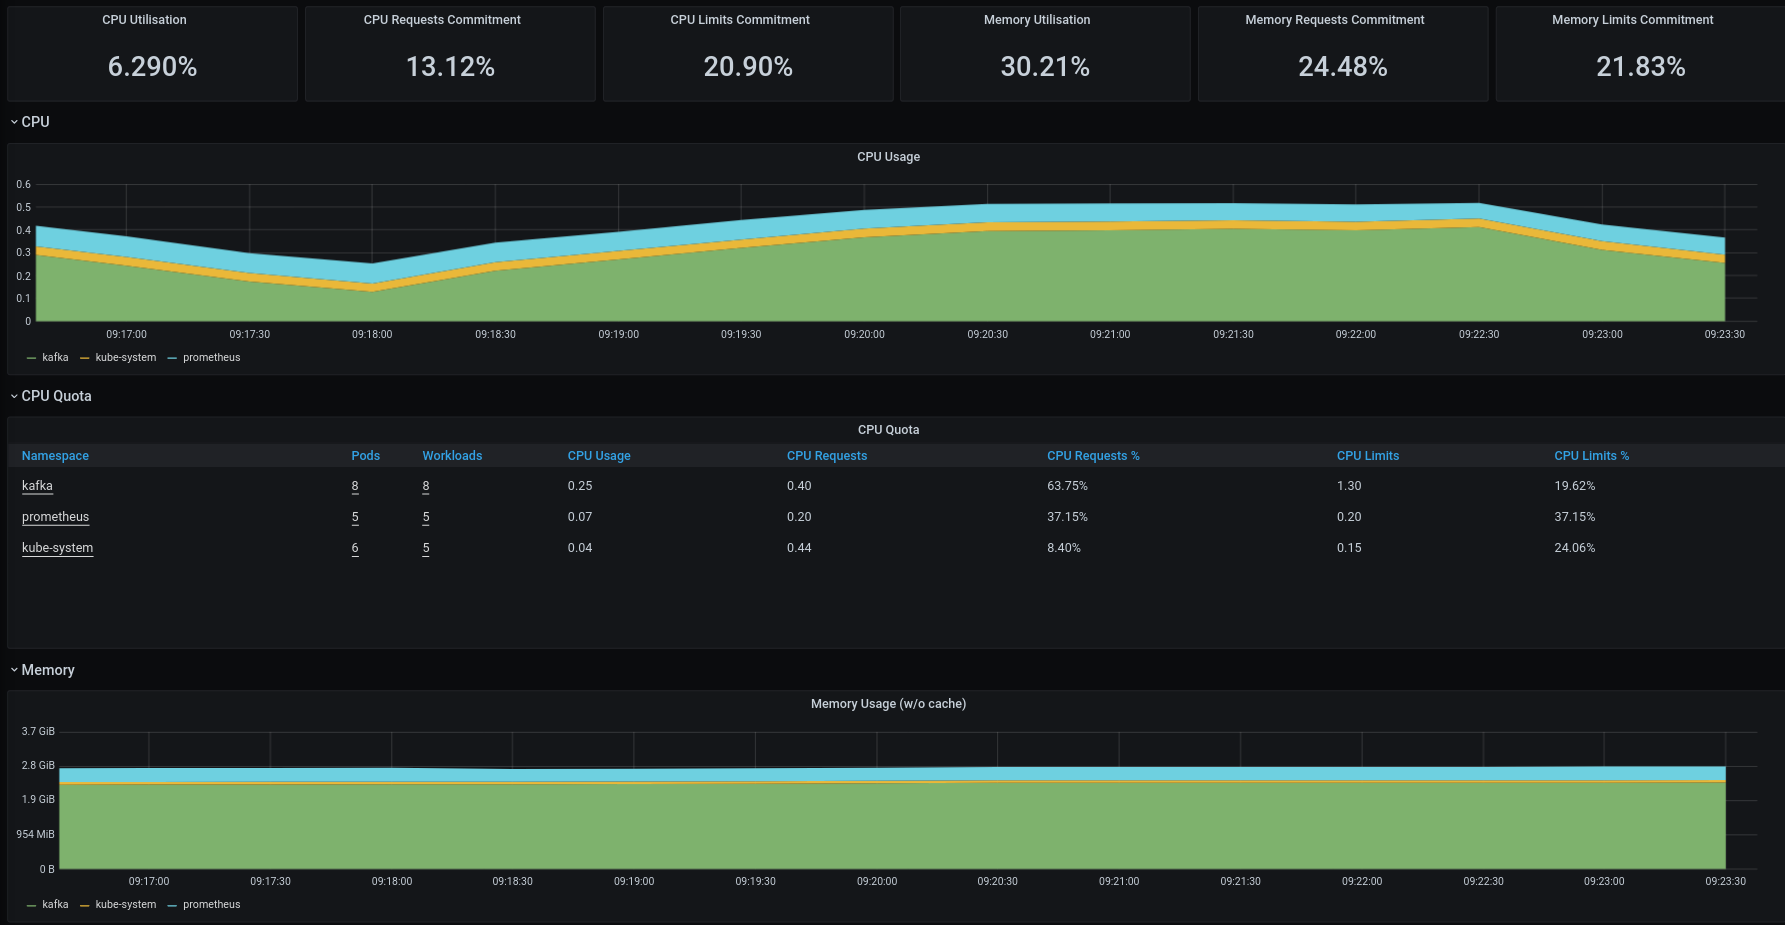 CPU Utilisation CPU Requests Commitment CPU Limits Commitment Memory Utilisation Memory Requests Commitment Memory Limits Commitment
6.290% 13.12% 20.90% 30.21% 24.48% 21.83%
CPU
CPU Usage
0.6
0.5
0.4
0.3
0.2
0.1
0
09:17:00 09:17:30 09:18:00 09:18:30 09:19:00 09:19:30 09:20:00 09:20:30 09:21:00 09:21:30 09:22:00 09:22:30 09:23:00 09:23:30
kafka kube-system prometheus
CPU Quota
CPU Quota
Namespace Pods Workloads CPU Usage CPU Requests CPU Requests % CPU Limits CPU Limits %
kafka 8 8 0.25 0.40 63.75% 1.30 19.62%
prometheus 5 5 0.07 0.20 37.15% 0.20 37.15%
kube-system 6 5 0.04 0.44 8.40% 0.15 24.06%
Memory
Memory Usage (w/o cache)
3.7 GiB
2.8 GiB
1.9 GiB
954 MiB
0 B
09:17:00 09:17:30 09:18:00 09:18:30 09:19:00 09:19:30 09:20:00 09:20:30 09:21:00 09:21:30 09:22:00 09:22:30 09:23:00 09:23:30
kafka kube-system prometheus